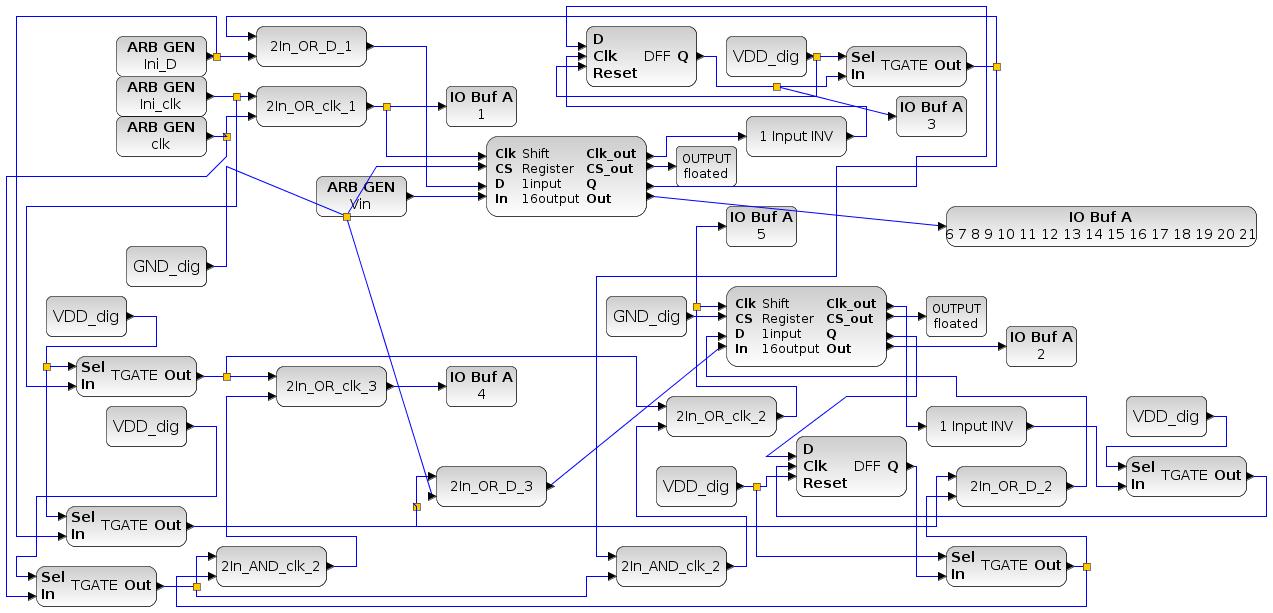 ARB GEN
Ini_D
2In_OR_D_1
D
Clk
Reset
DFF Q
VDD_dig
Sel
In
TGATE Out
ARB GEN
Ini_clk
2In_OR_clk_1
IO Buf A
1
IO Buf A
3
ARB GEN
clk
1 Input INV
Clk Shift Clk_out
CS Register CS_out
D 1input Q
In 16output Out
OUTPUT
floated
ARB GEN
Vin
IO Buf A
5
IO Buf A
6 7 8 9 10 11 12 13 14 15 16 17 18 19 20 21
GND_dig
VDD_dig
GND_dig
Clk Shift Clk_out
CS Register CS_out
D 1input Q
In 16output Out
OUTPUT
floated
IO Buf A
2
Sel
In
TGATE Out
2In_OR_clk_3
IO Buf A
4
VDD_dig
2In_OR_clk_2
1 Input INV
VDD_dig
D
Clk
Reset
DFF Q
2In_OR_D_3
VDD_dig
2In_OR_D_2
Sel
In
TGATE Out
Sel
In
TGATE Out
Sel
In
TGATE Out
2In_AND_clk_2
2In_AND_clk_2
Sel
In
TGATE Out